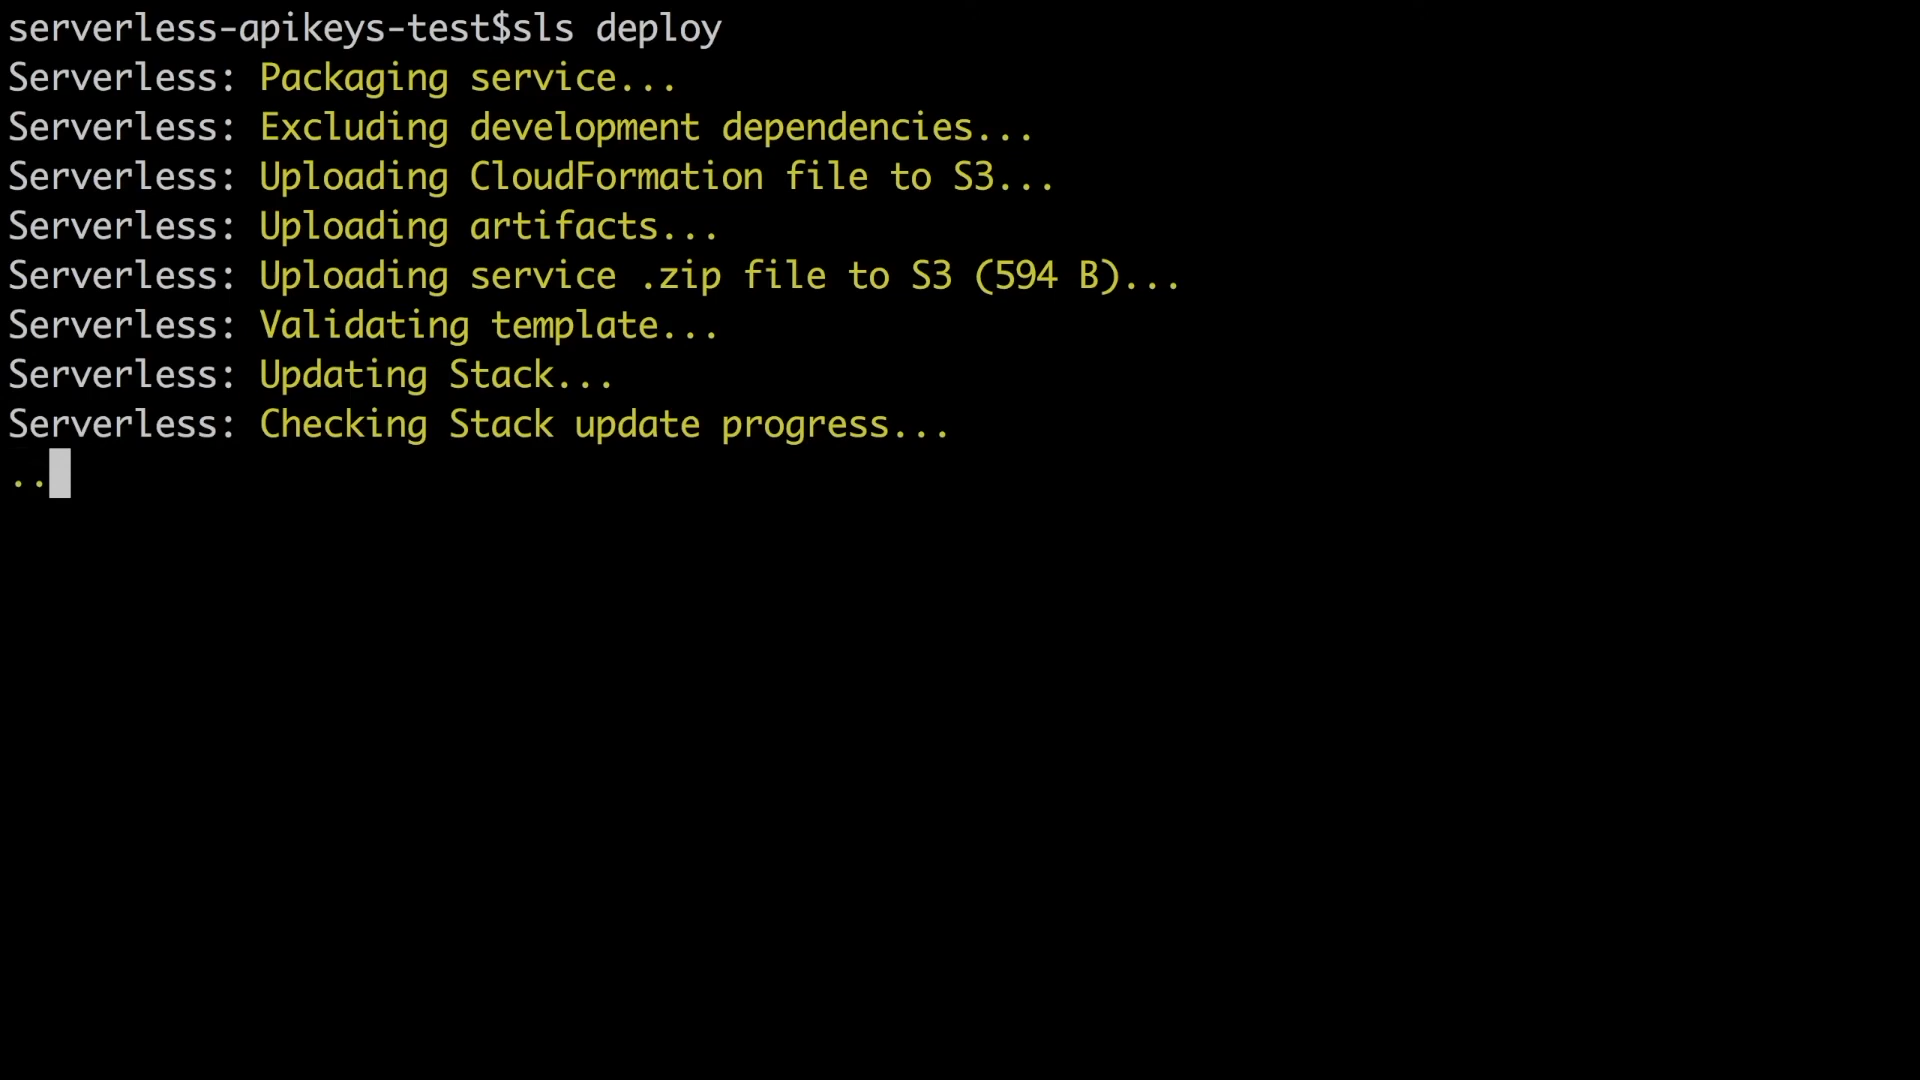 serverless-apikeys-test$sls deploy
Serverless: Packaging service...
Serverless: Excluding development dependencies...
Serverless: Uploading CloudFormation file to S3...
Serverless: Uploading artifacts...
Serverless: Uploading service .zip file to S3 (594 B)...
Serverless: Validating template...
Serverless: Updating Stack...
Serverless: Checking Stack update progress...
..